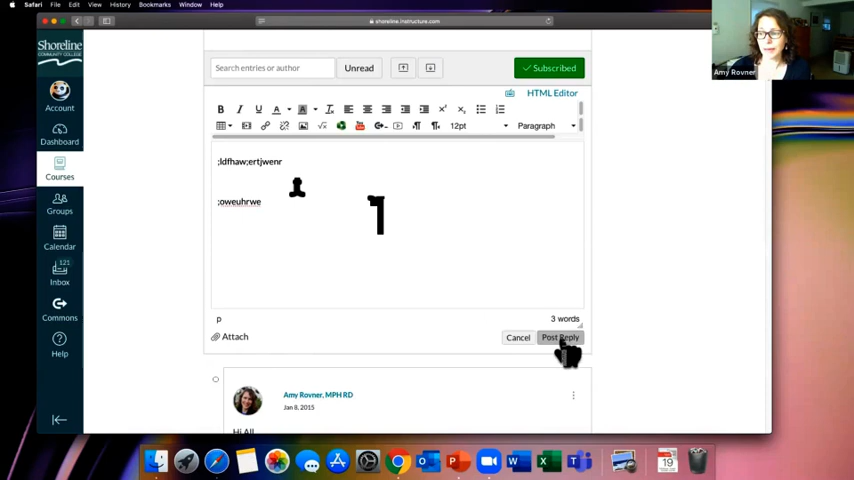 Safari File Edit View History Bookmarks Window Help
shoreline.instructure.com
Amy Rovner
Shoreline
COMMUNITY COLLEGE
Account
Dashboard
Courses
Groups
Calendar
121
Inbox
Commons
Help
Search entries or author Unread Subscribed
HTML Editor
B I U A A
12pt Paragraph
;ldfhaw;ertjwenr
;oweuhrwe
p 3 words
Attach Cancel Post Reply
Amy Rovner, MPH RD
Jan 8, 2015
Hi All
19